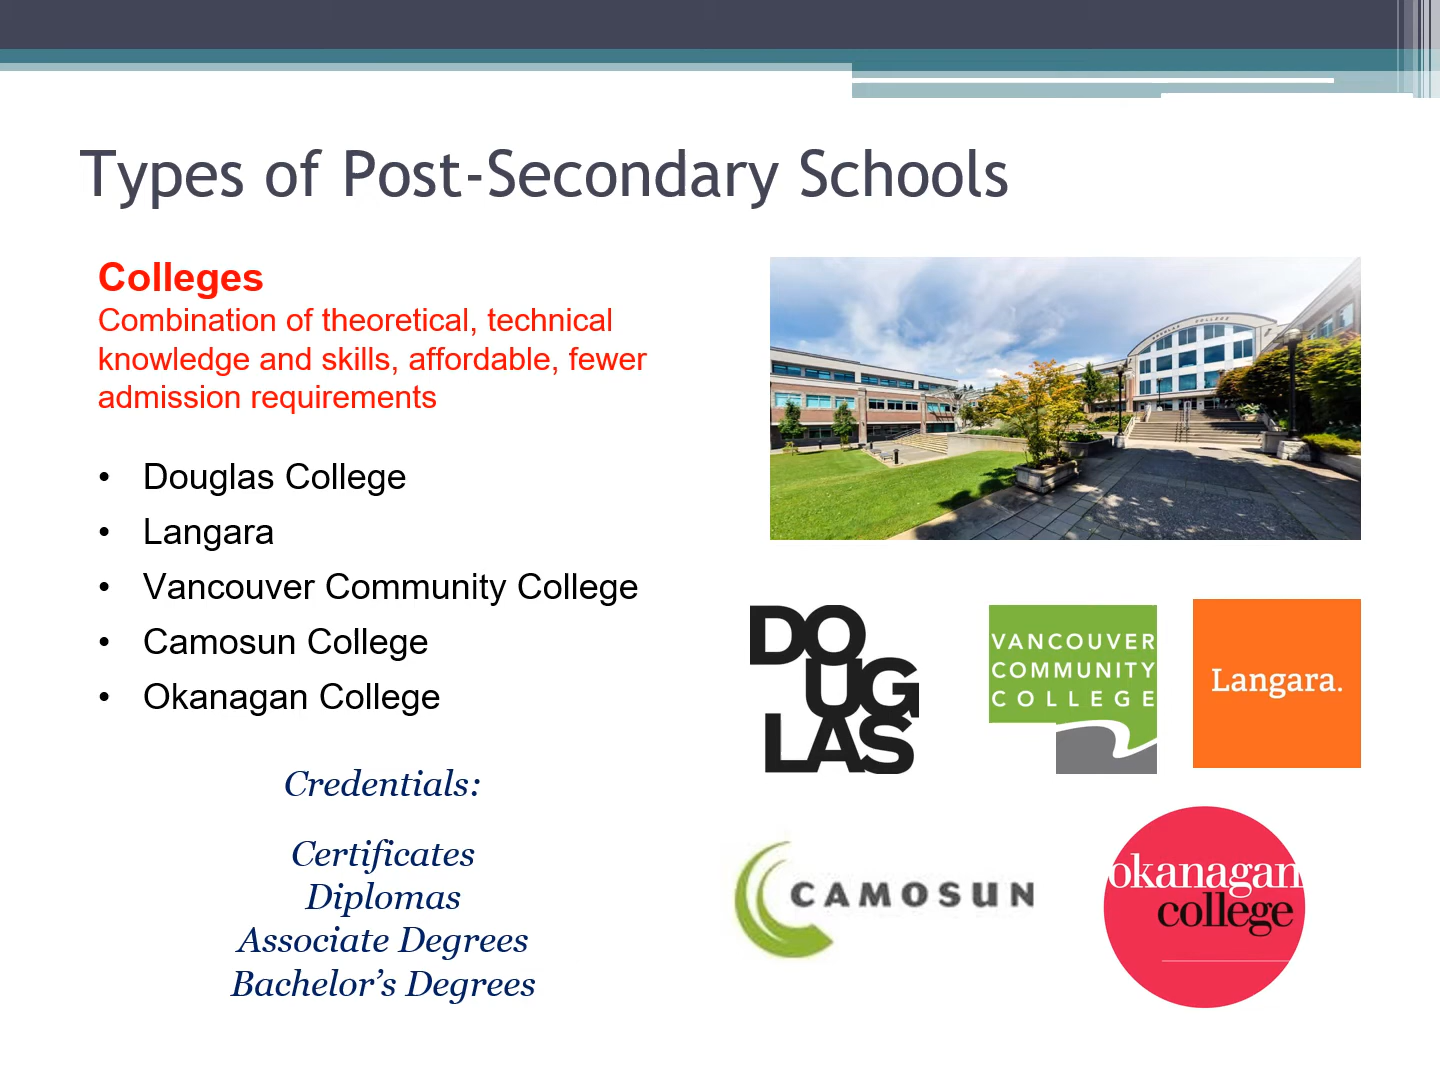 Types of Post-Secondary Schools
Colleges
Combination of theoretical, technical
knowledge and skills, affordable, fewer
admission requirements
• Douglas College
• Langara
• Vancouver Community College
• Camosun College
• Okanagan College
Credentials:
Certificates
Diplomas
Associate Degrees
Bachelor’s Degrees
DOUGLAS COLLEGE
DO
UG
LAS
VANCOUVER
COMMUNITY
COLLEGE
Langara.
CAMOSUN
okanagan
college